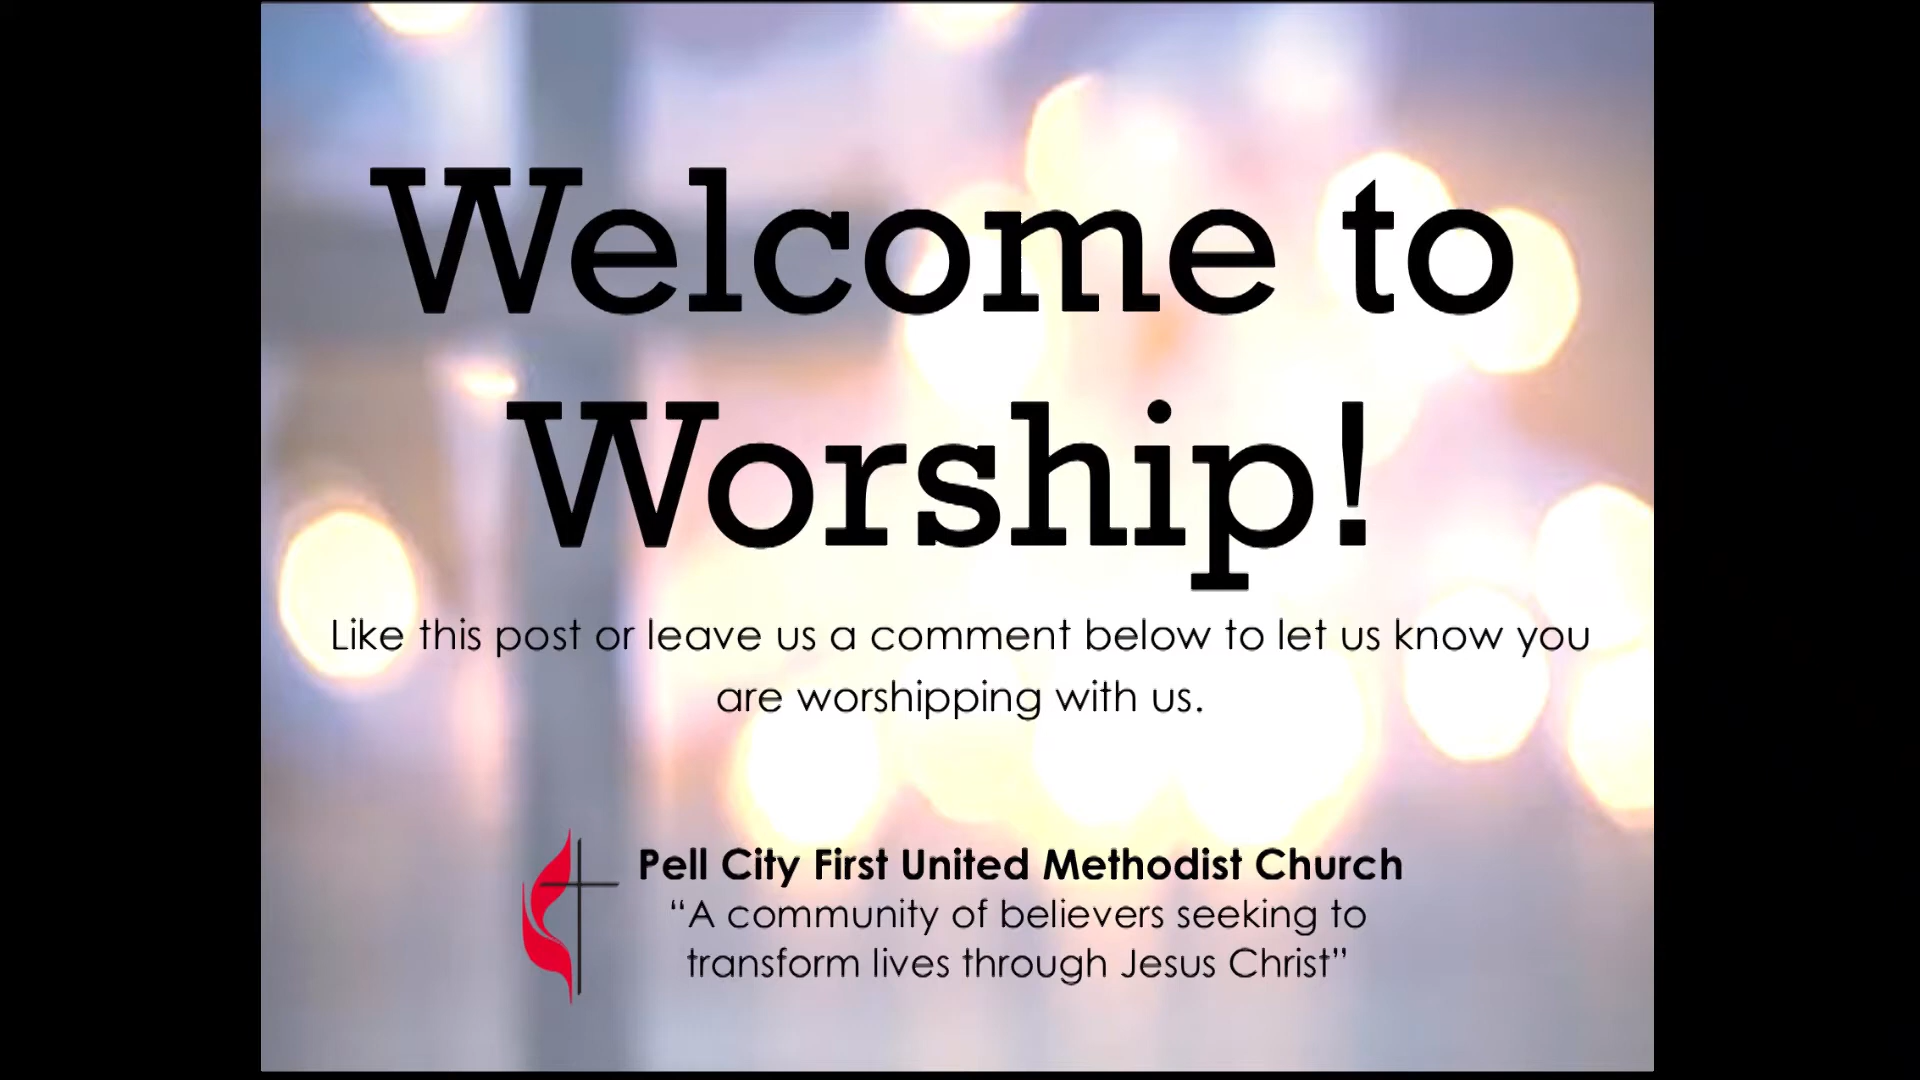 Welcome to
Worship!
Like this post or leave us a comment below to let us know you
are worshipping with us.
Pell City First United Methodist Church
“A community of believers seeking to
transform lives through Jesus Christ”